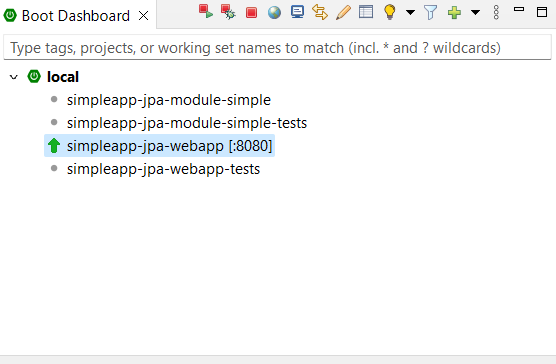 Boot Dashboard
Type tags, projects, or working set names to match (incl. * and ? wildcards)
local
simpleapp-jpa-module-simple
simpleapp-jpa-module-simple-tests
simpleapp-jpa-webapp [:8080]
simpleapp-jpa-webapp-tests